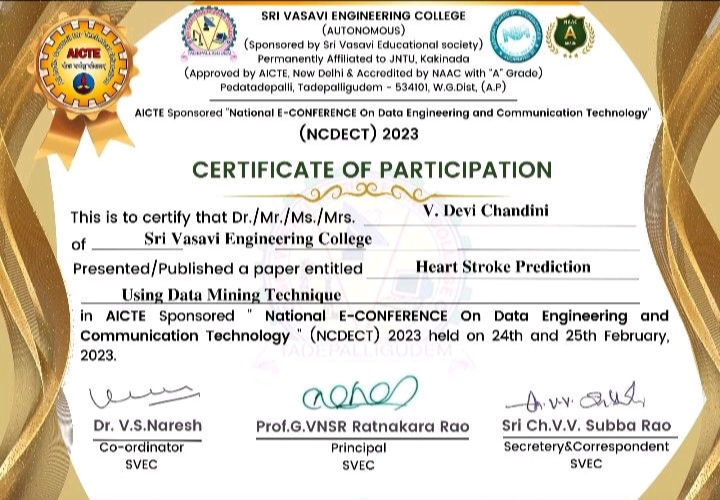 SRI VASAVI ENGINEERING COLLEGE
(AUTONOMOUS)
(Sponsored by Sri Vasavi Educational society)
Permanently Affiliated to JNTU, Kakinada
(Approved by AICTE, New Delhi & Accredited by NAAC with "A" Grade)
Pedatadepalli, Tadepalligudem - 534101, W.G.Dist, (A.P)
AICTE
NAAC
A
AICTE Sponsored "National E-CONFERENCE On Data Engineering and Communication Technology"
(NCDECT) 2023
CERTIFICATE OF PARTICIPATION
This is to certify that Dr./Mr./Ms./Mrs. V. Devi Chandini
of Sri Vasavi Engineering College
Presented/Published a paper entitled Heart Stroke Prediction
Using Data Mining Technique
in AICTE Sponsored " National E-CONFERENCE On Data Engineering and
Communication Technology " (NCDECT) 2023 held on 24th and 25th February,
2023.
TADEPALLIGUDEM
Dr. V.S.Naresh
Co-ordinator
SVEC
Prof.G.VNSR Ratnakara Rao
Principal
SVEC
Sri Ch.V.V. Subba Rao
Secretery&Correspondent
SVEC